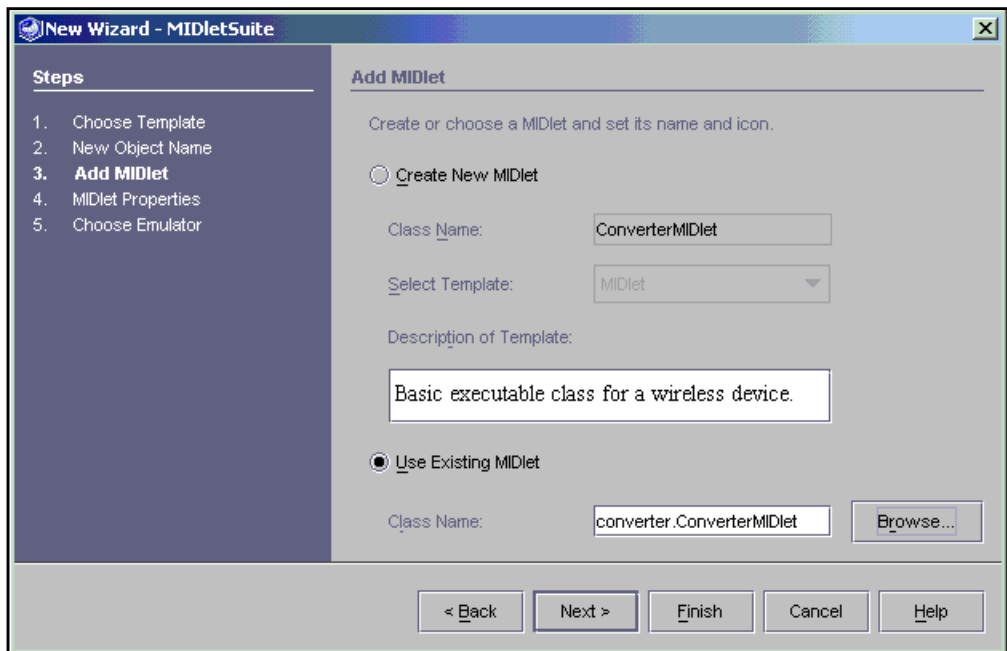 New Wizard - MIDletSuite
Steps
1. Choose Template
2. New Object Name
3. Add MIDlet
4. MIDlet Properties
5. Choose Emulator
Add MIDlet
Create or choose a MIDlet and set its name and icon.
Create New MIDlet
Class Name: ConverterMIDlet
Select Template: MIDlet
Description of Template:
Basic executable class for a wireless device.
Use Existing MIDlet
Class Name: converter.ConverterMIDlet Browse...
< Back Next > Finish Cancel Help